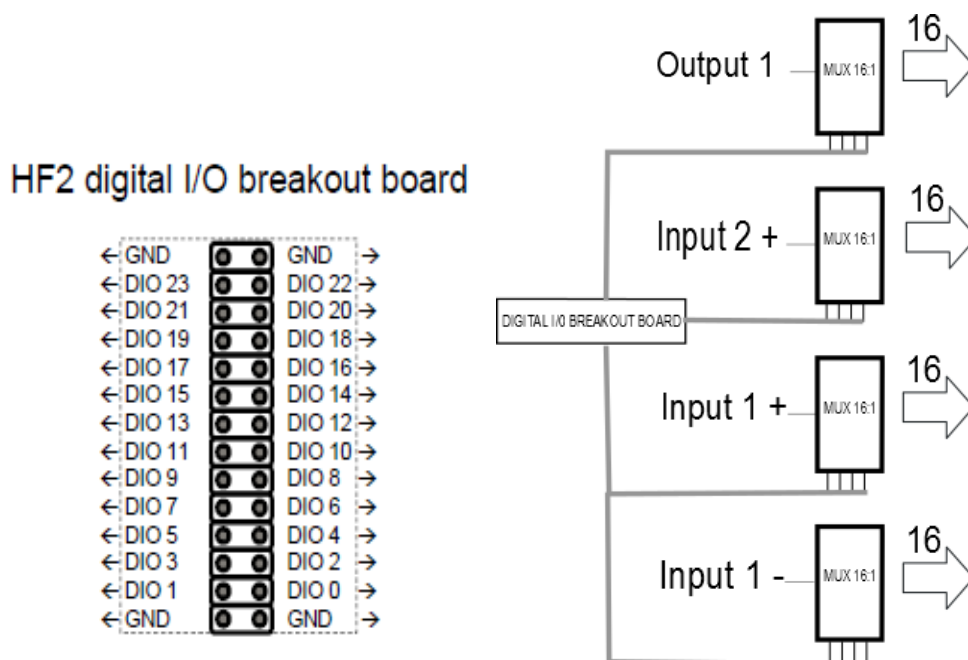 HF2 digital I/O breakout board
← GND GND →
← DIO 23 DIO 22 →
← DIO 21 DIO 20 →
← DIO 19 DIO 18 →
← DIO 17 DIO 16 →
← DIO 15 DIO 14 →
← DIO 13 DIO 12 →
← DIO 11 DIO 10 →
← DIO 9 DIO 8 →
← DIO 7 DIO 6 →
← DIO 5 DIO 4 →
← DIO 3 DIO 2 →
← DIO 1 DIO 0 →
← GND GND →
DIGITAL I/0 BREAKOUT BOARD
Output 1 MUX 16:1 16
Input 2 + MUX 16:1 16
Input 1 + MUX 16:1 16
Input 1 - MUX 16:1 16